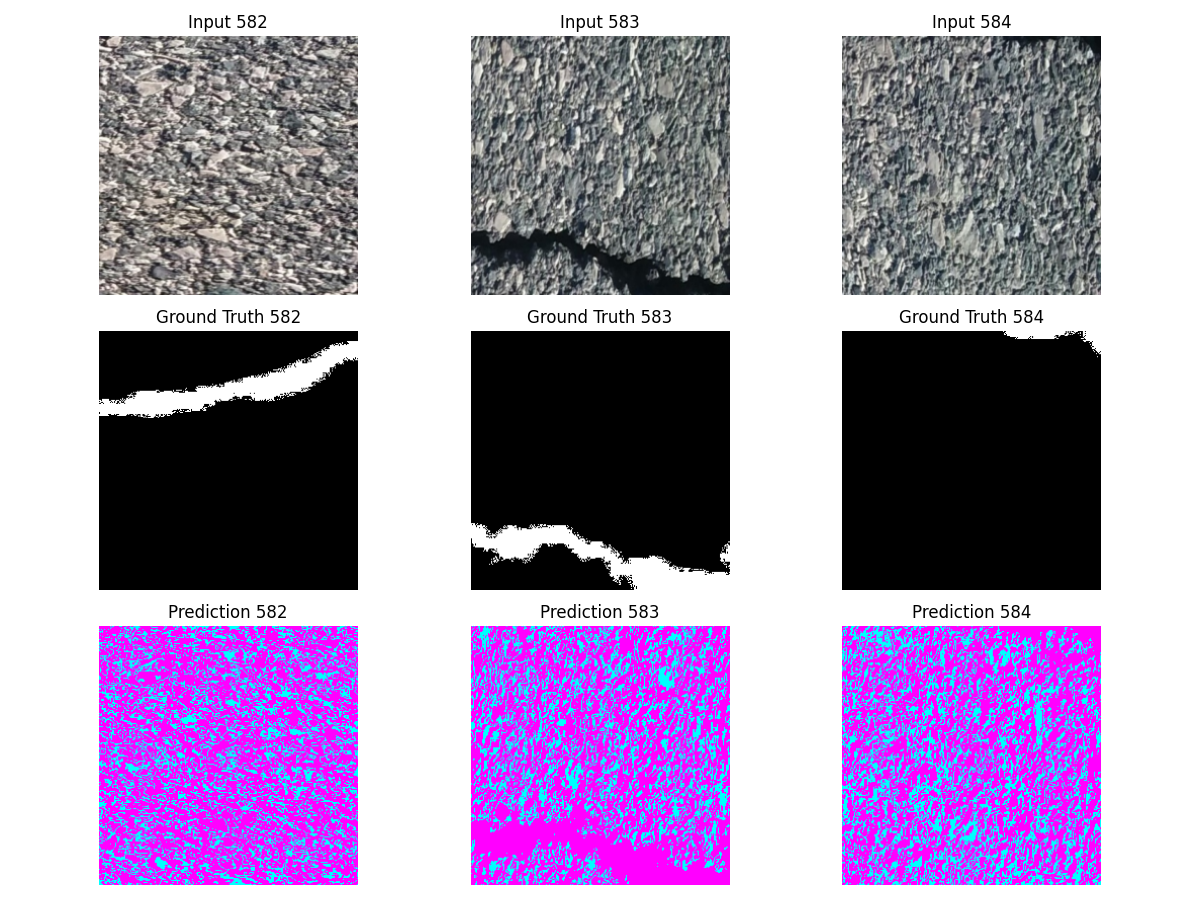 Input 582
Input 583
Input 584
Ground Truth 582
Ground Truth 583
Ground Truth 584
Prediction 582
Prediction 583
Prediction 584